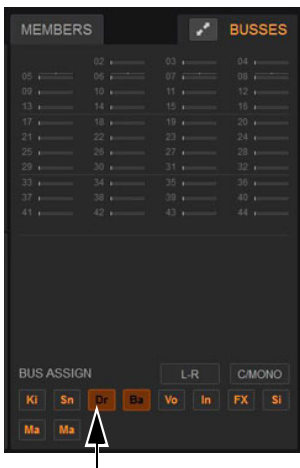 MEMBERS BUSSES
02 03 04
05 06 07 08
09 10 11 12
13 14 15 16
17 18 19 20
21 22 23 24
25 26 27 28
29 30 31 32
33 34 35 36
37 38 39 40
41 42 43 44
BUS ASSIGN L-R C/MONO
Ki Sn Dr Ba Vo In FX Si
Ma Ma